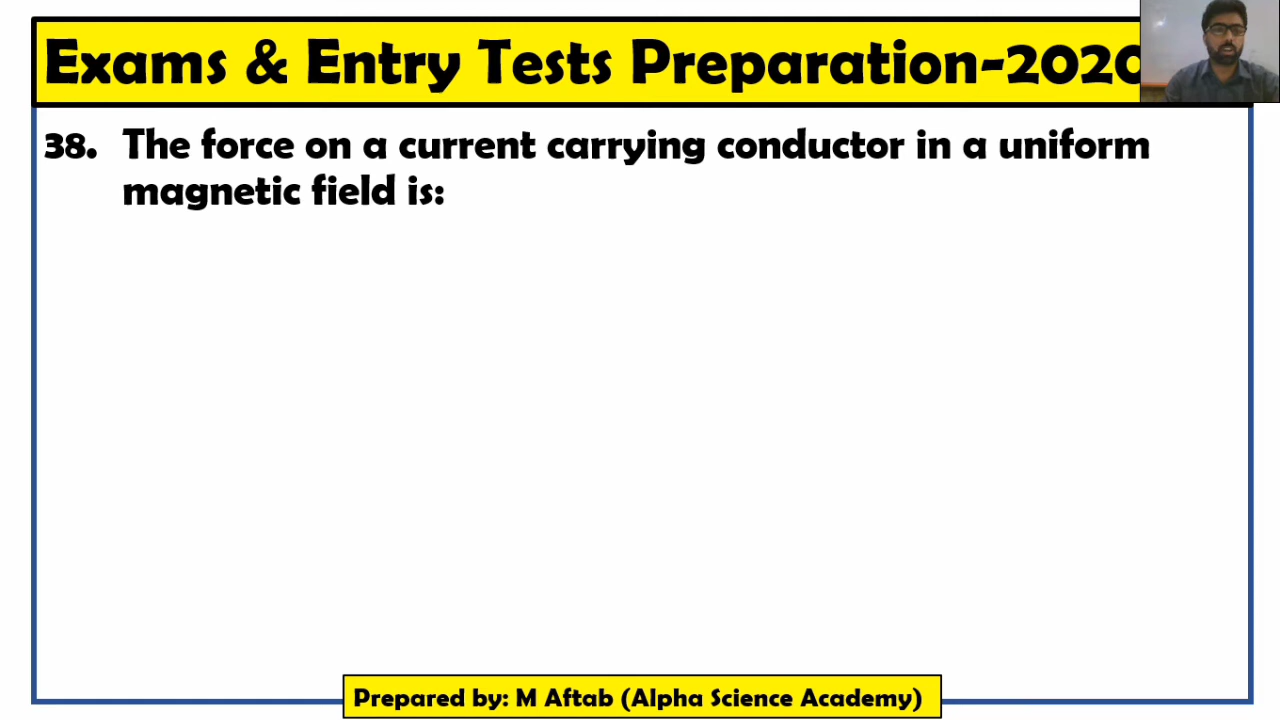 Exams & Entry Tests Preparation-2020
38. The force on a current carrying conductor in a uniform
magnetic field is:
Prepared by: M Aftab (Alpha Science Academy)